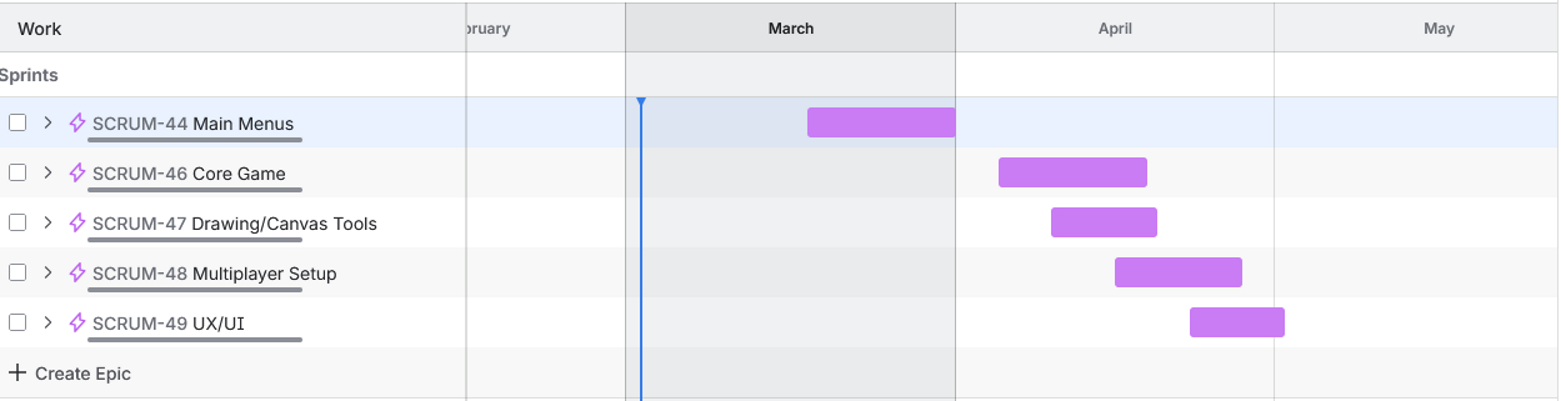 Work
bruary March April May
Sprints
SCRUM-44 Main Menus
SCRUM-46 Core Game
SCRUM-47 Drawing/Canvas Tools
SCRUM-48 Multiplayer Setup
SCRUM-49 UX/UI
Create Epic